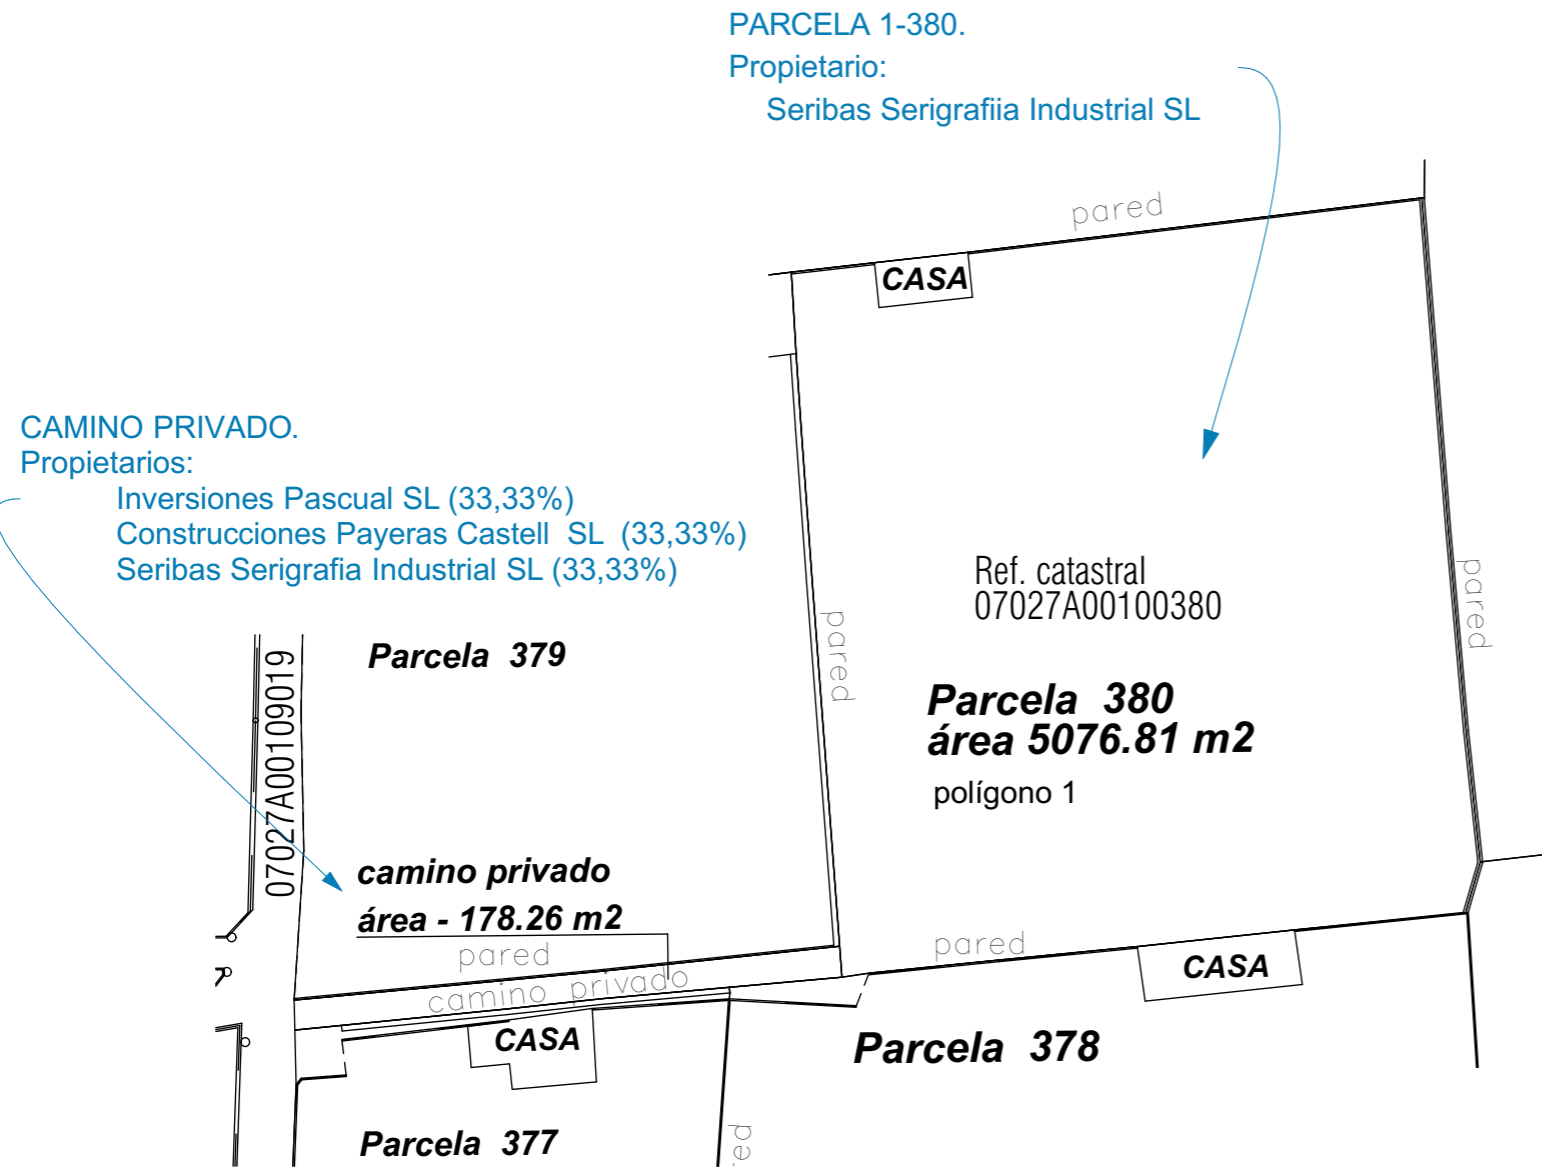 PARCELA 1-380.
Propietario:
Seribas Serigrafiia Industrial SL
pared
CASA
CAMINO PRIVADO.
Propietarios:
Inversiones Pascual SL (33,33%)
Construcciones Payeras Castell SL (33,33%)
Seribas Serigrafia Industrial SL (33,33%)
Ref. catastral
07027A00100380
pared
pared
Parcela 379
07027A00109019
Parcela 380
área 5076.81 m2
polígono 1
camino privado
área - 178.26 m2
pared
camino privado
pared
CASA
CASA
Parcela 378
Parcela 377